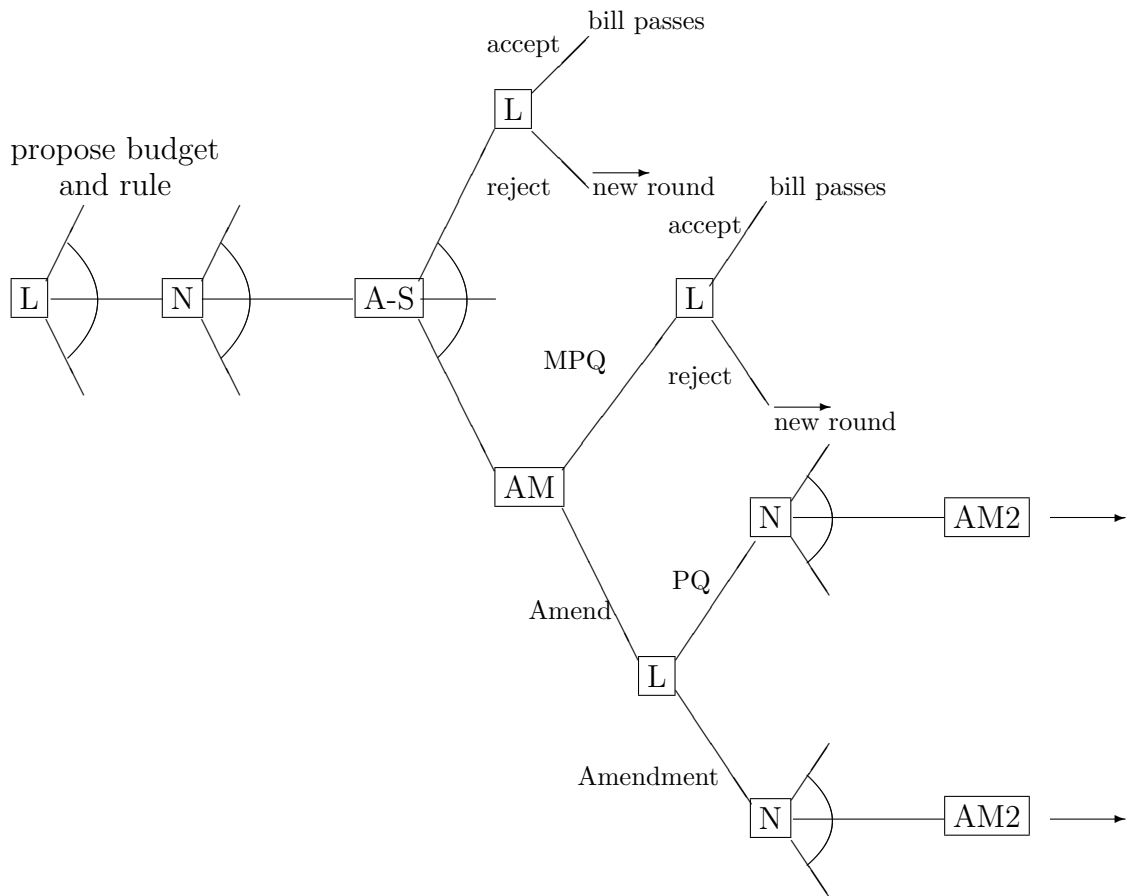 bill passes
accept
L
propose budget
and rule
reject
new round
bill passes
accept
L
N
A-S
L
MPQ
reject
new round
AM
N
AM2
PQ
Amend
L
Amendment
N
AM2